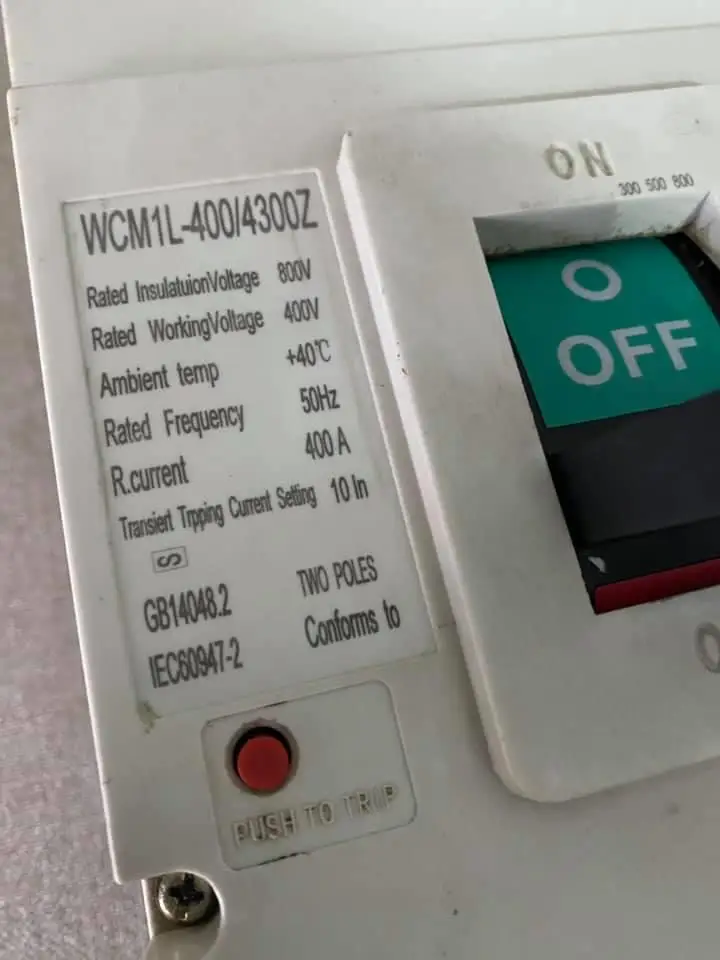 WCM1L-400/4300Z
Rated InsulatuionVoltage 800V
Rated WorkingVoltage 400V
Ambient temp +40℃
Rated Frequency 50Hz
R.current 400 A
Transiert Trpping Current Setting 10 In
S
GB14048.2 TWO POLES
IEC60947-2 Conforms to
PUSH TO TRIP
ON
300 500 800
O
OFF